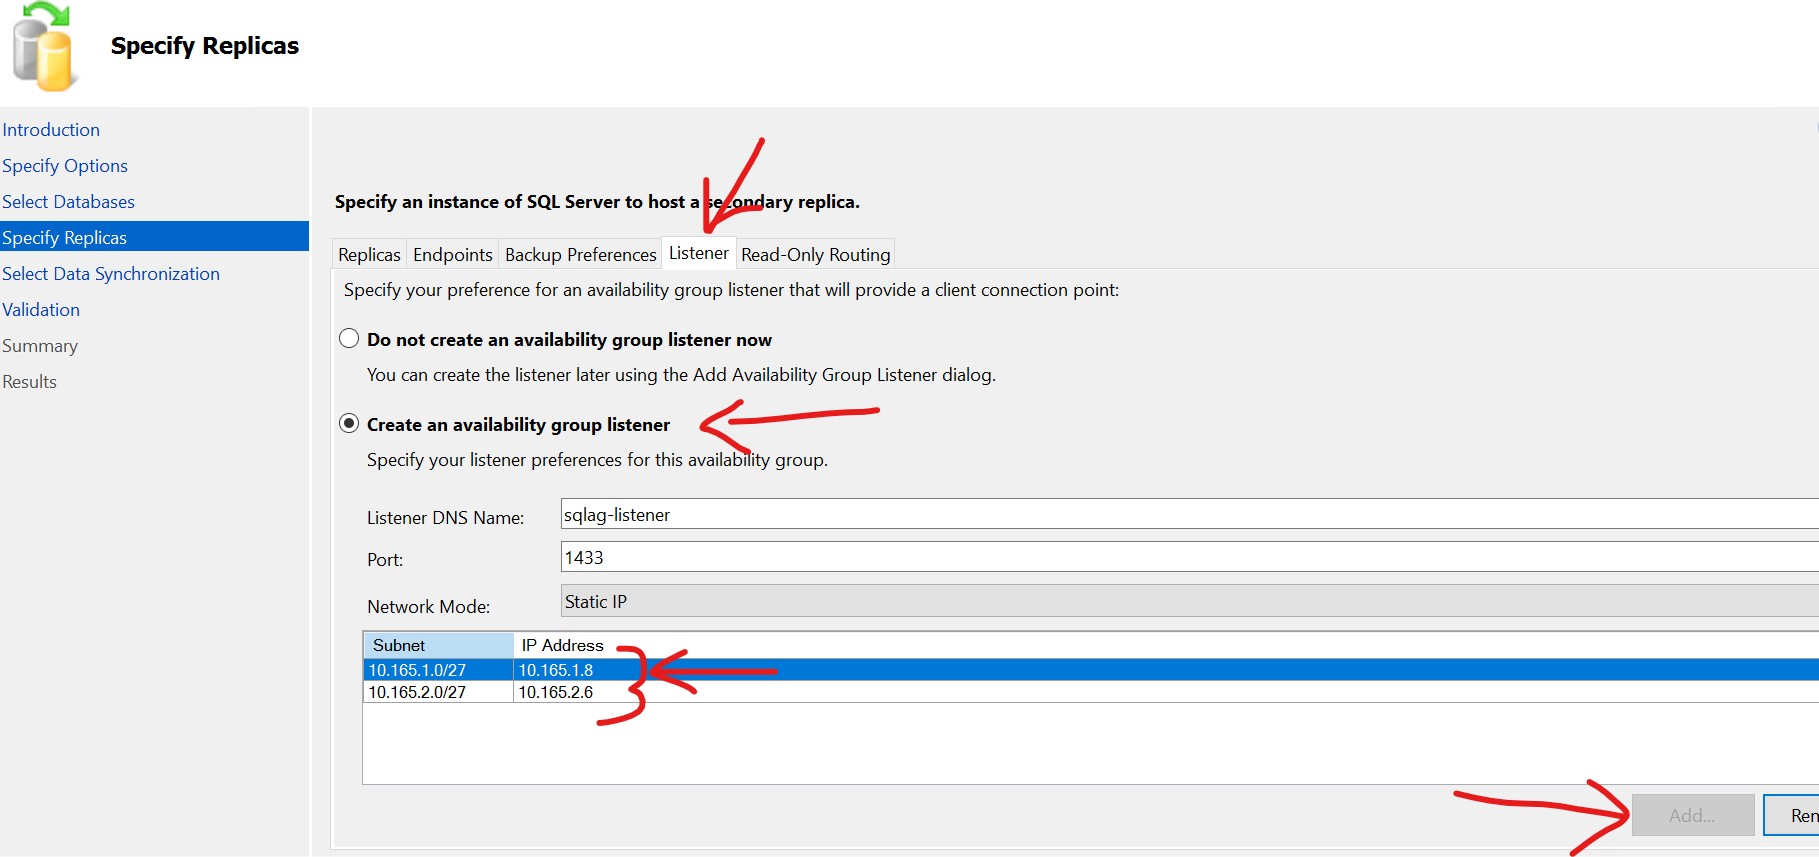 Specify Replicas
Introduction
Specify Options
Select Databases
Specify Replicas
Select Data Synchronization
Validation
Summary
Results
Specify an instance of SQL Server to host a secondary replica.
Replicas Endpoints Backup Preferences Listener Read-Only Routing
Specify your preference for an availability group listener that will provide a client connection point:
Do not create an availability group listener now
You can create the listener later using the Add Availability Group Listener dialog.
Create an availability group listener
Specify your listener preferences for this availability group.
Listener DNS Name: sqlag-listener
Port: 1433
Network Mode: Static IP
Subnet IP Address
10.165.1.0/27 10.165.1.8
10.165.2.0/27 10.165.2.6
Add...